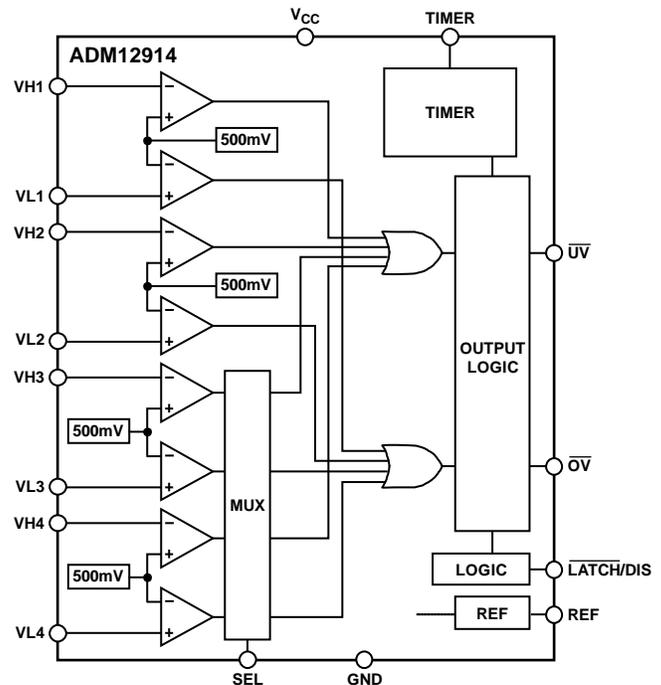 VCC
TIMER
ADM12914
VH1
TIMER
500mV
VL1
VH2
UV
500mV
VL2
OUTPUT
LOGIC
VH3
500mV
OV
VL3
MUX
VH4
500mV
LOGIC
LATCH/DIS
REF
REF
VL4
SEL
GND
−
+
−
+
−
+
−
+
−
+
−
+
−
+
−
+